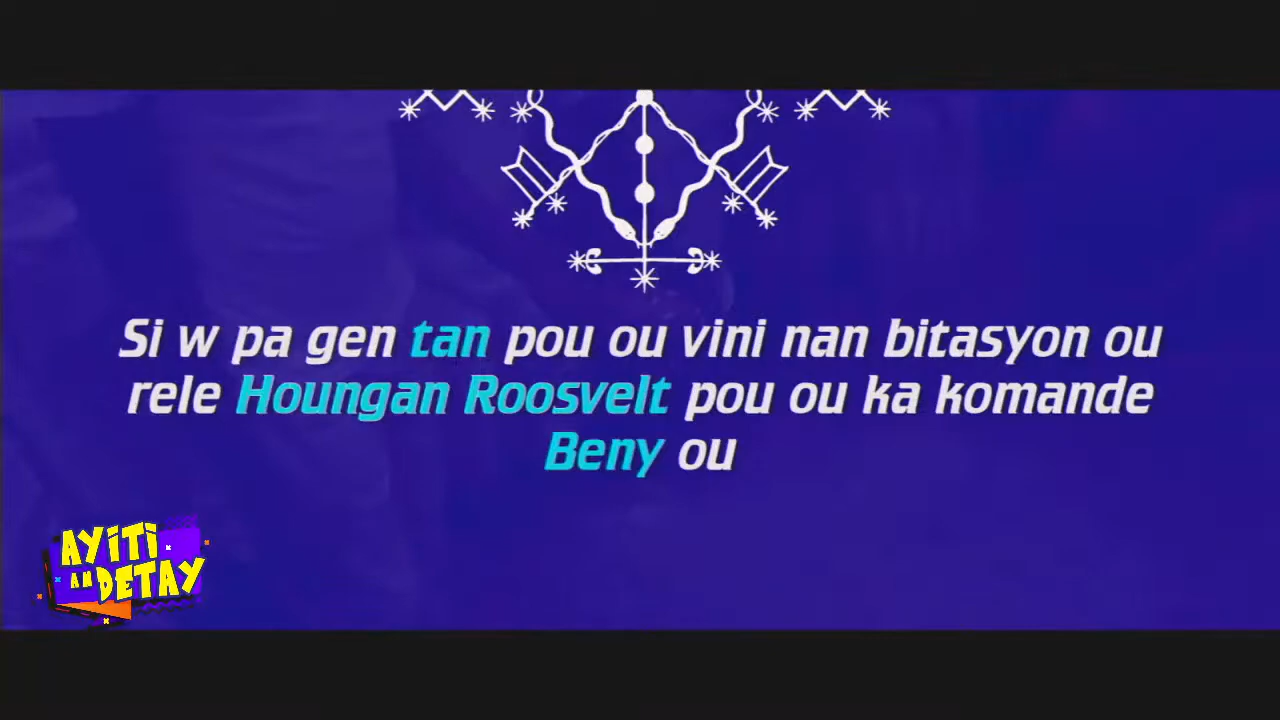 Si w pa gen tan pou ou vini nan bitasyon ou
rele Houngan Roosvelt pou ou ka komande
Beny ou
AYiTi
AN DETAY